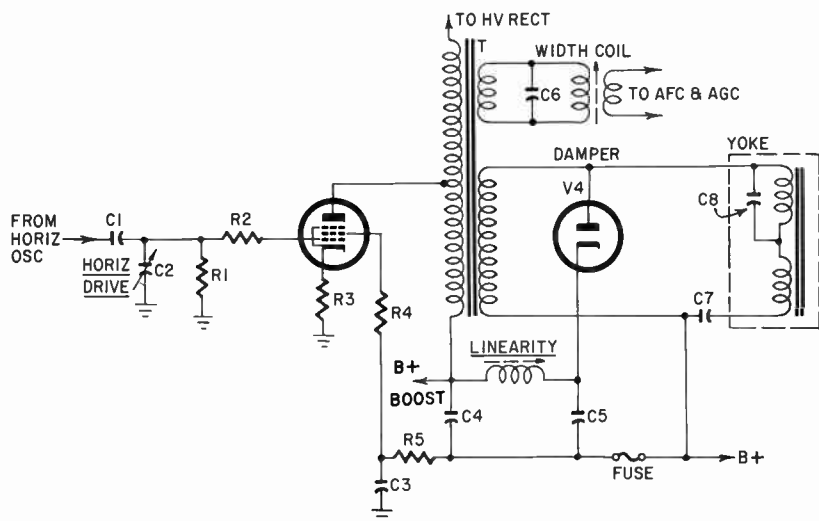 TO HV RECT
T
WIDTH COIL
C6
TO AFC & AGC
YOKE
DAMPER
V4
C8
FROM
HORIZ
OSC
C1
R2
HORIZ
DRIVE
C2
R1
R3
R4
C7
LINEARITY
B+
BOOST
C4
C5
R5
C3
FUSE
B+